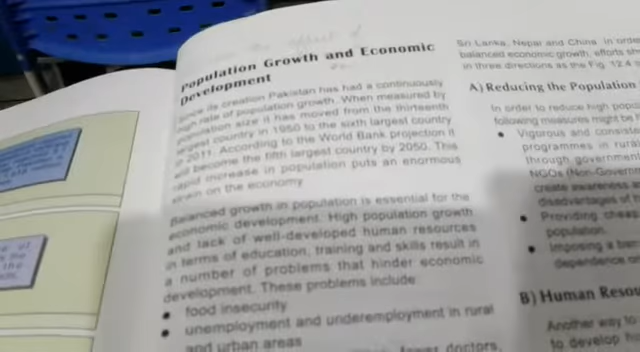 Population Growth and Economic
Development
Since its creation Pakistan has had a continuously
high rate of population growth. When measured by
population size it has moved from the thirteenth
largest country in 1950 to the sixth largest country
in 2011. According to the World Bank projection it
will become the fifth largest country by 2050. This
rapid increase in population puts an enormous
strain on the economy
Balanced growth in population is essential for the
economic development. High population growth
and lack of well-developed human resources
in terms of education, training and skills result in
a number of problems that hinder economic
development. These problems include
• food insecurity
• unemployment and underemployment in rural
and urban areas
fewer doctors,
Sri Lanka, Nepal and China. In order
balanced economic growth, efforts
in three directions as the Fig. 12.4
A) Reducing the Population
In order to reduce high
following measures might be
• Vigorous and
programmes in rural
through government
NGOs (Non-Govern
create awareness
disadvantages of
• Providing
population.
• Imposing a
dependence on
B) Human Resou
Another way to
to develop